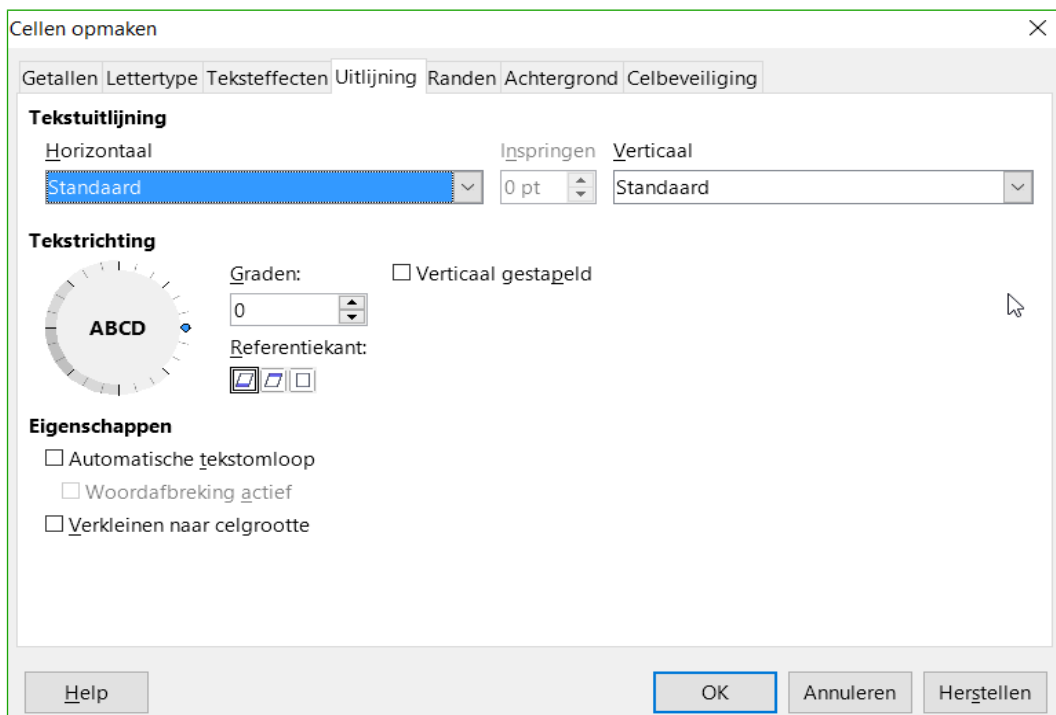 Cellen opmaken
Getallen Lettertype Teksteffecten Uitlijning Randen Achtergrond Celbeveiliging
Tekstuitlijning
Horizontaal Inspringen Verticaal
Standaard 0 pt Standaard
Tekstrichting
Graden: Verticaal gestapeld
ABCD 0
Referentiekant:
Eigenschappen
Automatische tekstomloop
Woordafbreking actief
Verkleinen naar celgrootte
Help OK Annuleren Herstellen